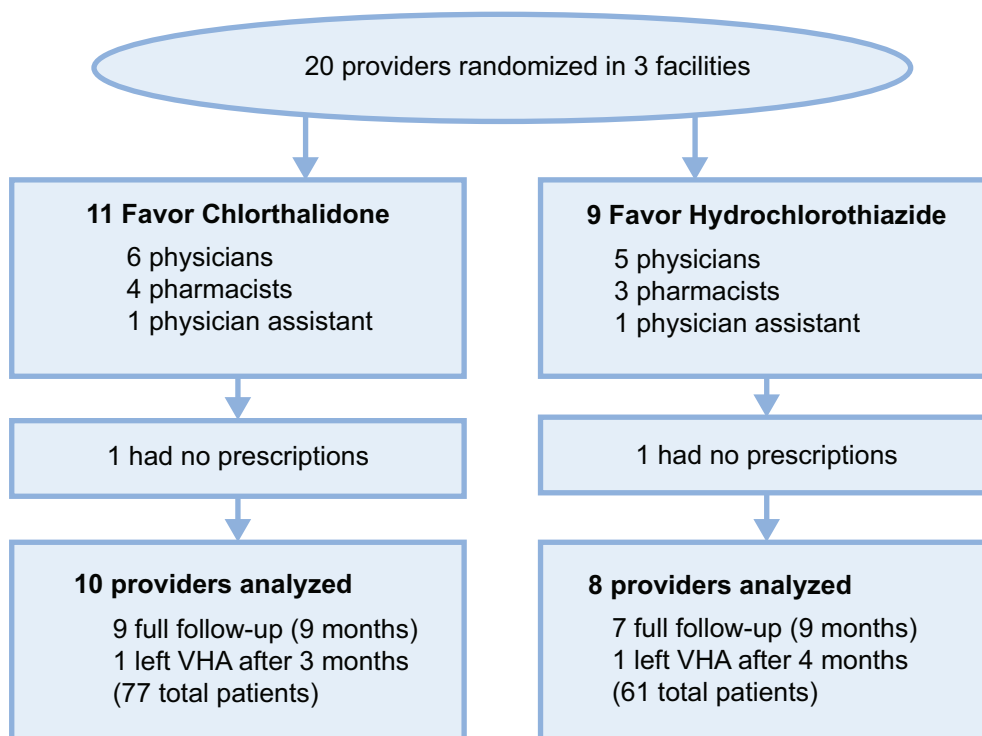 20 providers randomized in 3 facilities
11 Favor Chlorthalidone
6 physicians
4 pharmacists
1 physician assistant
9 Favor Hydrochlorothiazide
5 physicians
3 pharmacists
1 physician assistant
1 had no prescriptions
1 had no prescriptions
10 providers analyzed
9 full follow-up (9 months)
1 left VHA after 3 months
(77 total patients)
8 providers analyzed
7 full follow-up (9 months)
1 left VHA after 4 months
(61 total patients)